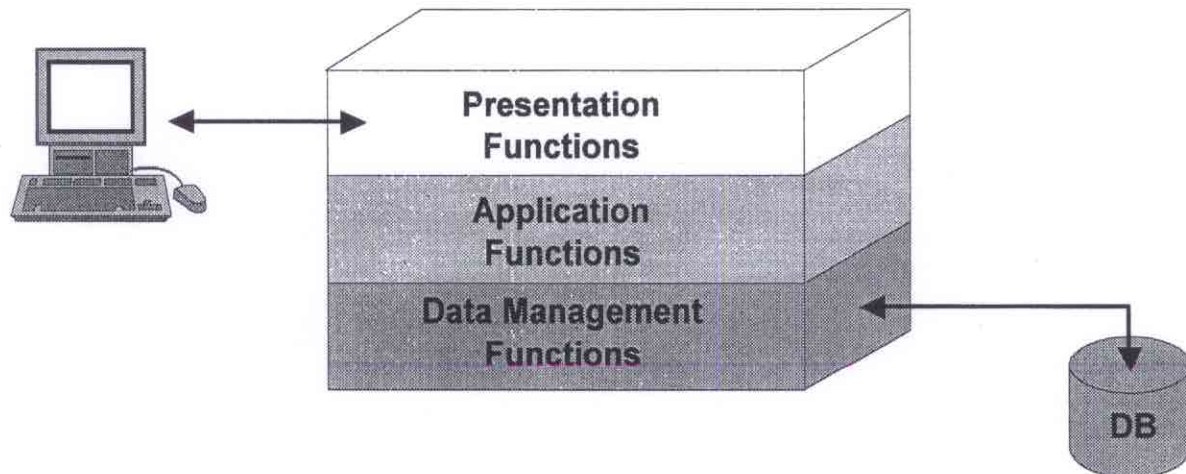 Presentation
Functions
Application
Functions
Data Management
Functions
DB